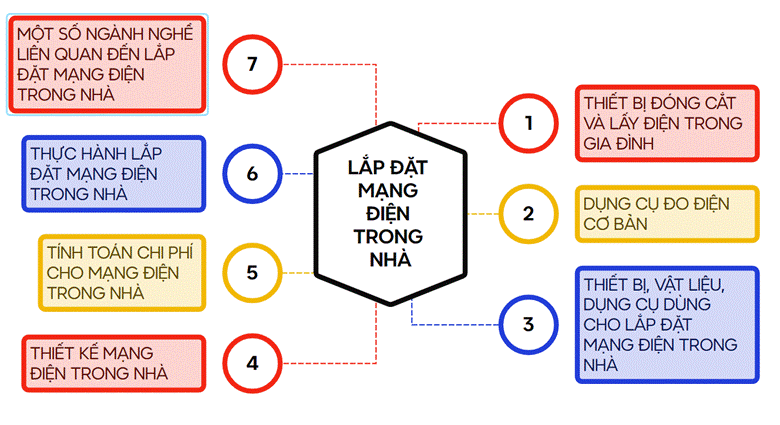 LẮP ĐẶT
MẠNG
ĐIỆN
TRONG
NHÀ
1
THIẾT BỊ ĐÓNG CẮT
VÀ LẤY ĐIỆN TRONG
GIA ĐÌNH
2
DỤNG CỤ ĐO ĐIỆN
CƠ BẢN
3
THIẾT BỊ, VẬT LIỆU,
DỤNG CỤ DÙNG
CHO LẮP ĐẶT
MẠNG ĐIỆN TRONG
NHÀ
4
THIẾT KẾ MẠNG
ĐIỆN TRONG NHÀ
5
TÍNH TOÁN CHI PHÍ
CHO MẠNG ĐIỆN
TRONG NHÀ
6
THỰC HÀNH LẮP
ĐẶT MẠNG ĐIỆN
TRONG NHÀ
7
MỘT SỐ NGÀNH NGHỀ
LIÊN QUAN ĐẾN LẮP
ĐẶT MẠNG ĐIỆN
TRONG NHÀ